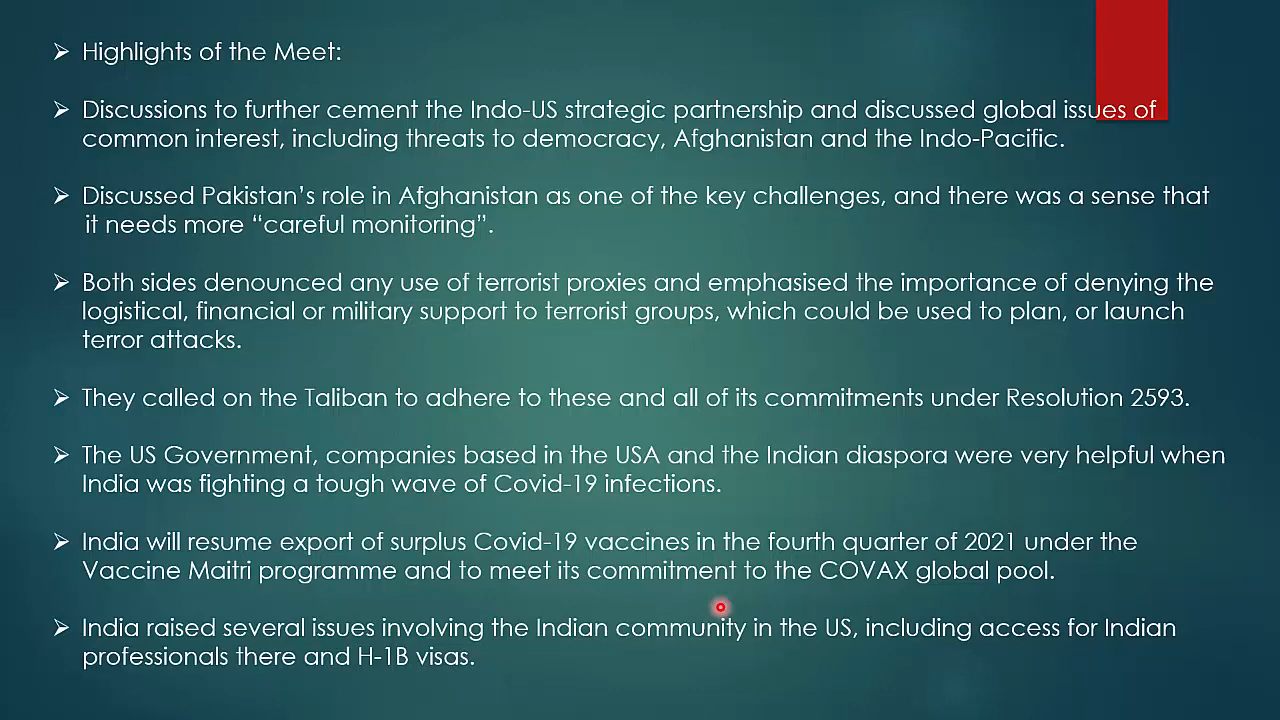 Highlights of the Meet:
Discussions to further cement the Indo-US strategic partnership and discussed global issues of
common interest, including threats to democracy, Afghanistan and the Indo-Pacific.
Discussed Pakistan’s role in Afghanistan as one of the key challenges, and there was a sense that
it needs more “careful monitoring”.
Both sides denounced any use of terrorist proxies and emphasised the importance of denying the
logistical, financial or military support to terrorist groups, which could be used to plan, or launch
terror attacks.
They called on the Taliban to adhere to these and all of its commitments under Resolution 2593.
The US Government, companies based in the USA and the Indian diaspora were very helpful when
India was fighting a tough wave of Covid-19 infections.
India will resume export of surplus Covid-19 vaccines in the fourth quarter of 2021 under the
Vaccine Maitri programme and to meet its commitment to the COVAX global pool.
India raised several issues involving the Indian community in the US, including access for Indian
professionals there and H-1B visas.